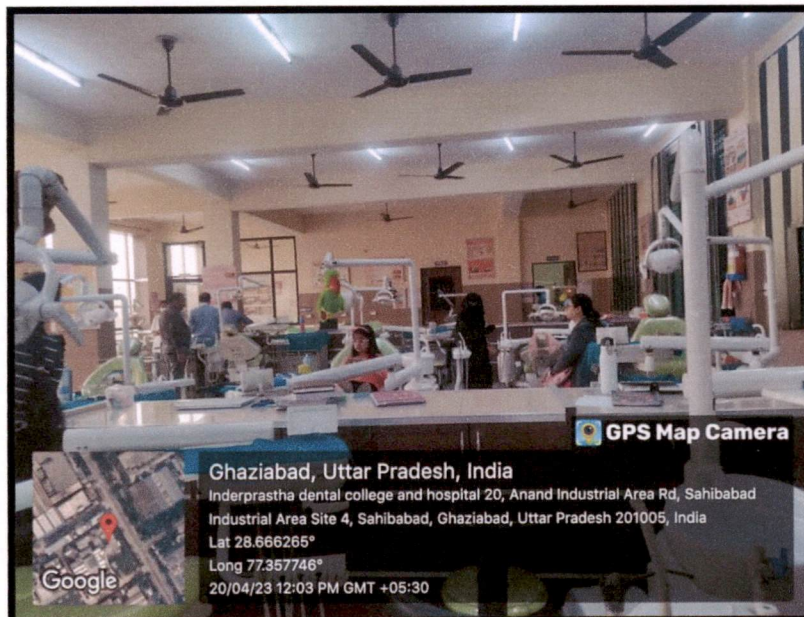 GPS Map Camera
Ghaziabad, Uttar Pradesh, India
Inderprastha dental college and hospital 20, Anand Industrial Area Rd, Sahibabad
Industrial Area Site 4, Sahibabad, Ghaziabad, Uttar Pradesh 201005, India
Lat 28.666265°
Long 77.357746°
20/04/23 12:03 PM GMT +05:30
Google